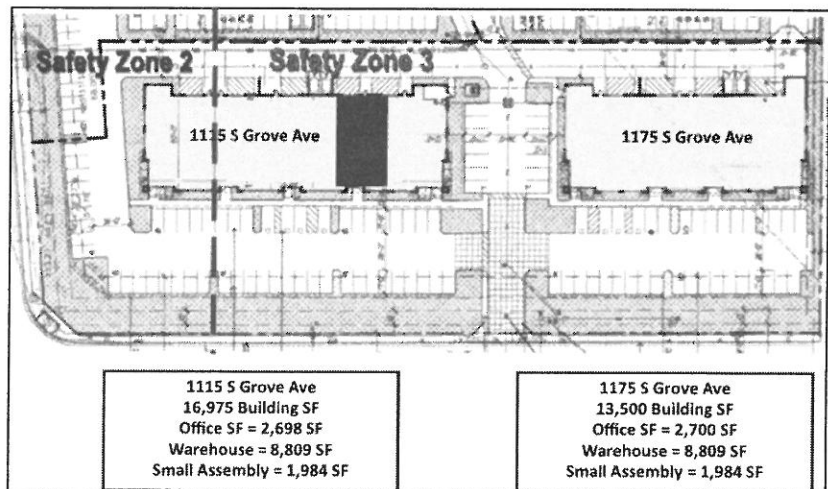 Safety Zone 2 Safety Zone 3
1115 S Grove Ave 1175 S Grove Ave
1115 S Grove Ave
16,975 Building SF
Office SF = 2,698 SF
Warehouse = 8,809 SF
Small Assembly = 1,984 SF
1175 S Grove Ave
13,500 Building SF
Office SF = 2,700 SF
Warehouse = 8,809 SF
Small Assembly = 1,984 SF